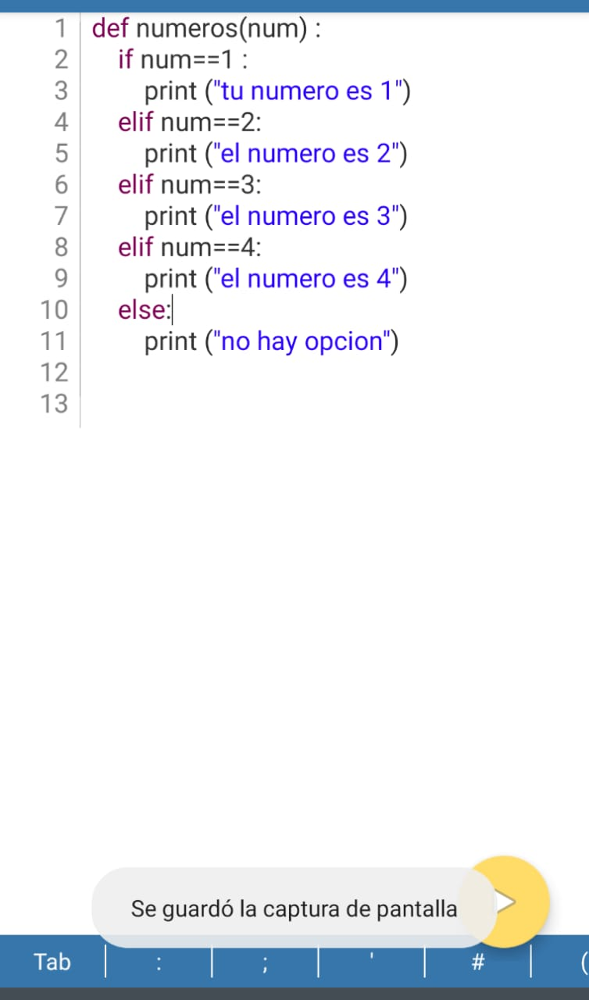 1 def numeros(num) :
2 if num==1 :
3 print ("tu numero es 1")
4 elif num==2:
5 print ("el numero es 2")
6 elif num==3:
7 print ("el numero es 3")
8 elif num==4:
9 print ("el numero es 4")
10 else:
11 print ("no hay opcion")
12
13
Se guardó la captura de pantalla
Tab : ; ' # (